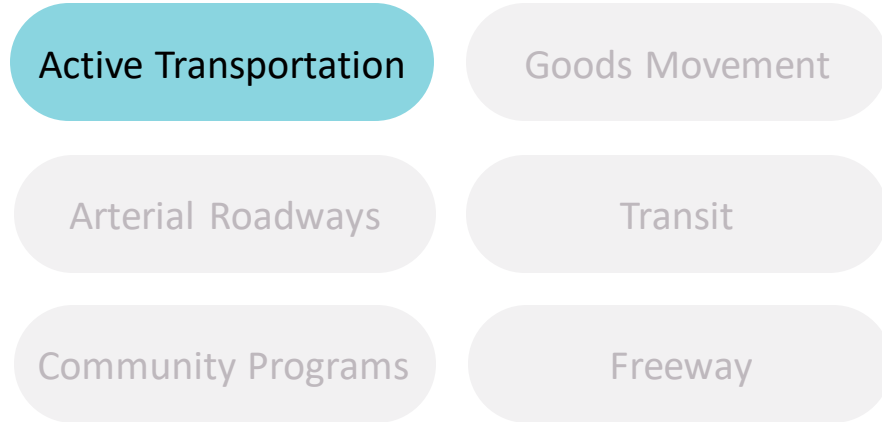 Active Transportation
Goods Movement
Arterial Roadways
Transit
Community Programs
Freeway